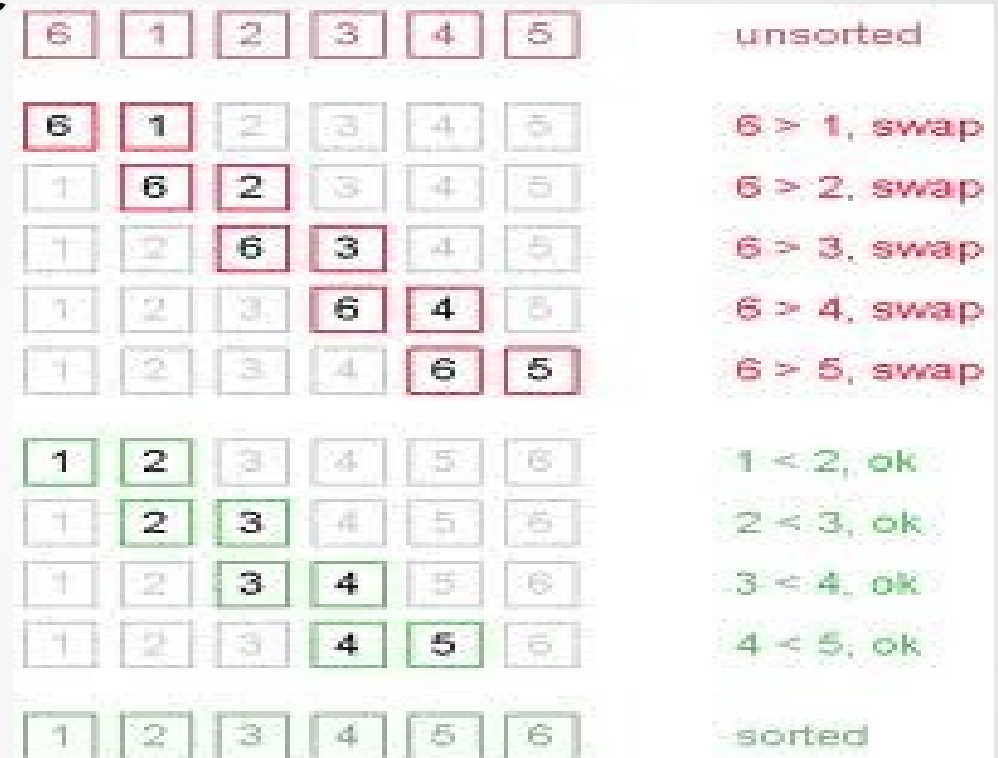 6 1 2 3 4 5 unsorted
6 1 2 3 4 5 6 > 1, swap
1 6 2 3 4 5 6 > 2, swap
1 2 6 3 4 5 6 > 3, swap
1 2 3 6 4 5 6 > 4, swap
1 2 3 4 6 5 6 > 5, swap
1 2 3 4 5 6 1 < 2, ok
1 2 3 4 5 6 2 < 3, ok
1 2 3 4 5 6 3 < 4, ok
1 2 3 4 5 6 4 < 5, ok
1 2 3 4 5 6 sorted